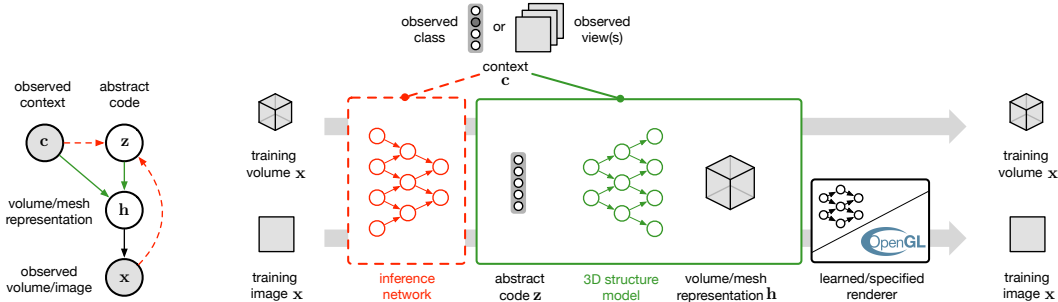 observed
class
or
observed
view(s)
context
c
observed
context
abstract
code
c
z
volume/mesh
representation
h
observed
volume/image
x
training
volume x
training
image x
inference
network
abstract
code z
3D structure
model
volume/mesh
representation h
OpenGL
learned/specified
renderer
training
volume x
training
image x